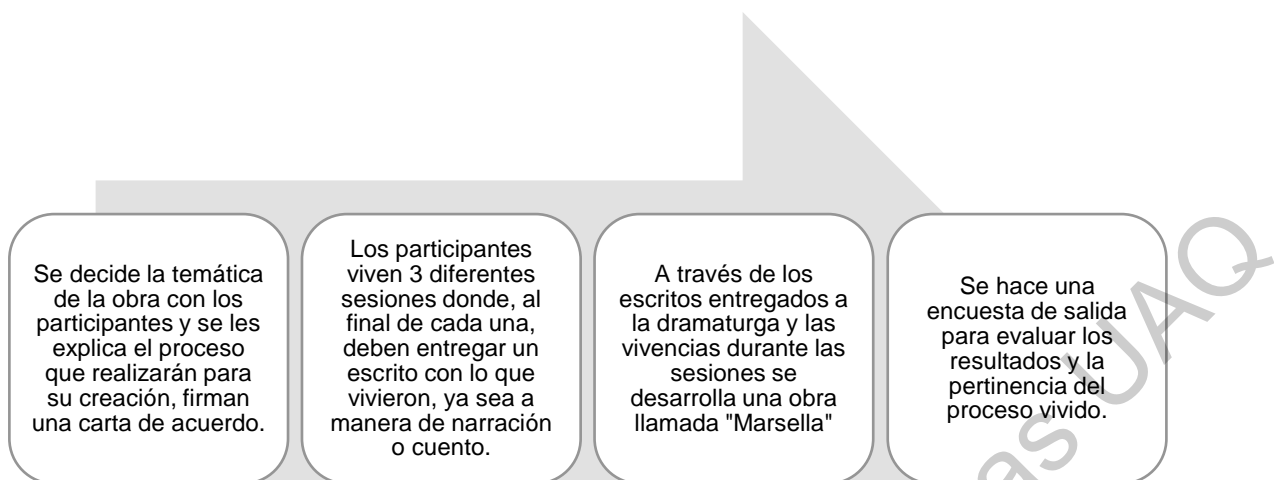 Se decide la temática
de la obra con los
participantes y se les
explica el proceso
que realizarán para
su creación, firman
una carta de acuerdo.
Los participantes
viven 3 diferentes
sesiones donde, al
final de cada una,
deben entregar un
escrito con lo que
vivieron, ya sea a
manera de narración
o cuento.
A través de los
escritos entregados a
la dramaturga y las
vivencias durante las
sesiones se
desarrolla una obra
llamada "Marsella"
Se hace una
encuesta de salida
para evaluar los
resultados y la
pertinencia del
proceso vivido.
UAQ